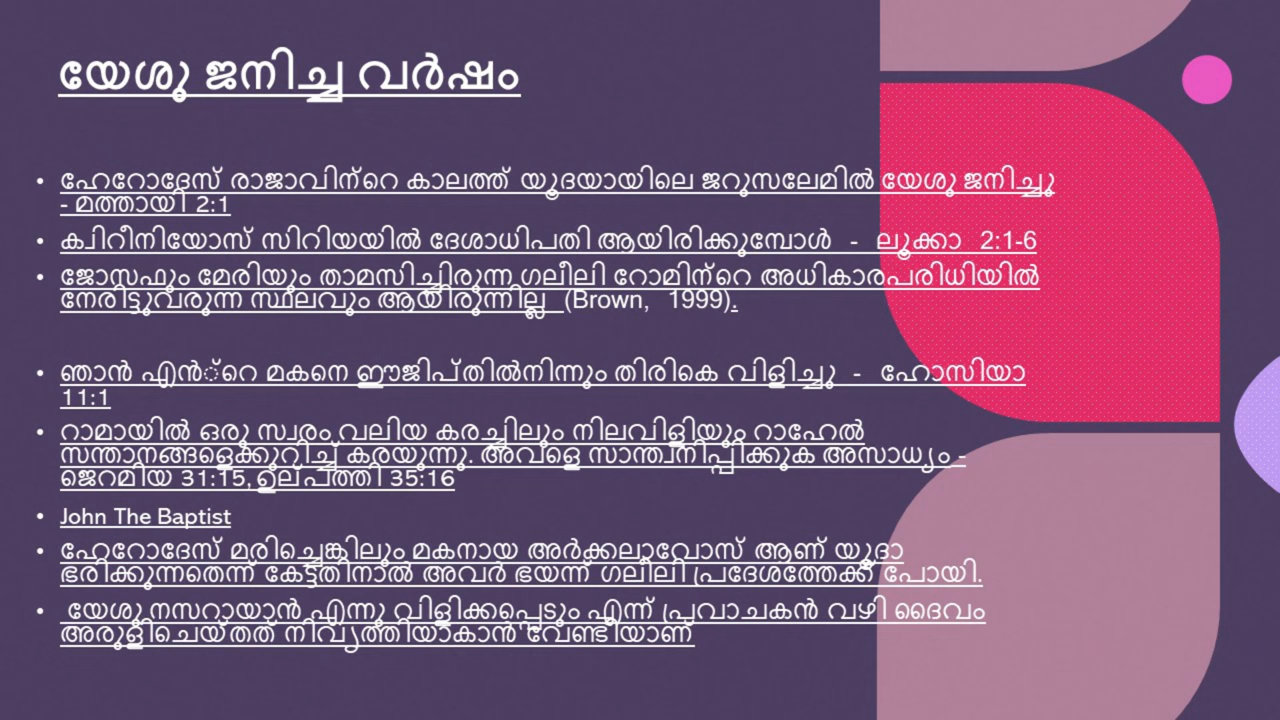 യേശു ജനിച്ച വർഷം
• ഹേറോദേസ് രാജാവിന്റെ കാലത്ത് യൂദയായിലെ ജറുസലേമിൽ യേശു ജനിച്ചു
- മത്തായി 2:1
• ക്വിറീനിയോസ് സിറിയയിൽ ദേശാധിപതി ആയിരിക്കുമ്പോൾ - ലൂക്കാ 2:1-6
• ജോസഫും മേരിയും താമസിച്ചിരുന്ന ഗലീലി റോമിന്റെ അധികാരപരിധിയിൽ
നേരിട്ടുവരുന്ന സ്ഥലവും ആയിരുന്നില്ല (Brown, 1999).
• ഞാൻ എൻ്റെ മകനെ ഈജിപ്തിൽനിന്നും തിരികെ വിളിച്ചു - ഹോസിയാ
11:1
• റാമായിൽ ഒരു സ്വരം വലിയ കരച്ചിലും നിലവിളിയും റാഹേൽ
സന്താനങ്ങളെക്കുറിച്ച് കരയുന്നു. അവളെ സാന്ത്വനിപ്പിക്കുക അസാധ്യം -
ജെറമിയ 31:15, ഉല്പത്തി 35:16
• John The Baptist
• ഹേറോദേസ് മരിച്ചെങ്കിലും മകനായ അർക്കലാവോസ് ആണ് യൂദാ
ഭരിക്കുന്നതെന്ന് കേട്ടതിനാൽ അവർ ഭയന്ന് ഗലീലി പ്രദേശത്തേക്ക് പോയി.
• യേശു നസറായാൻ എന്നു വിളിക്കപ്പെടും എന്ന് പ്രവാചകൻ വഴി ദൈവം
അരുളിചെയ്തത് നിവൃത്തിയാകാൻ വേണ്ടിയാണ്